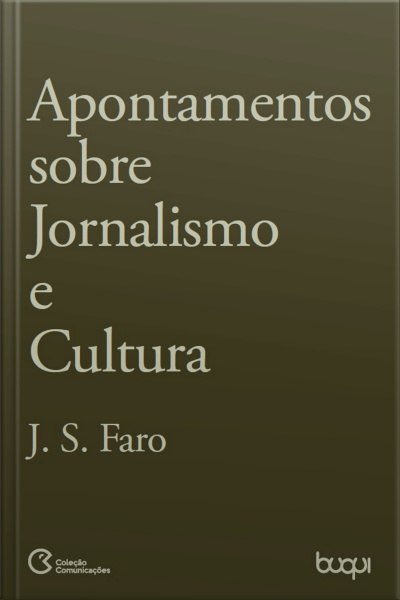 Apontamentos
sobre
Jornalismo
e
Cultura
J. S. Faro
Coleção
Comunicações
buqui